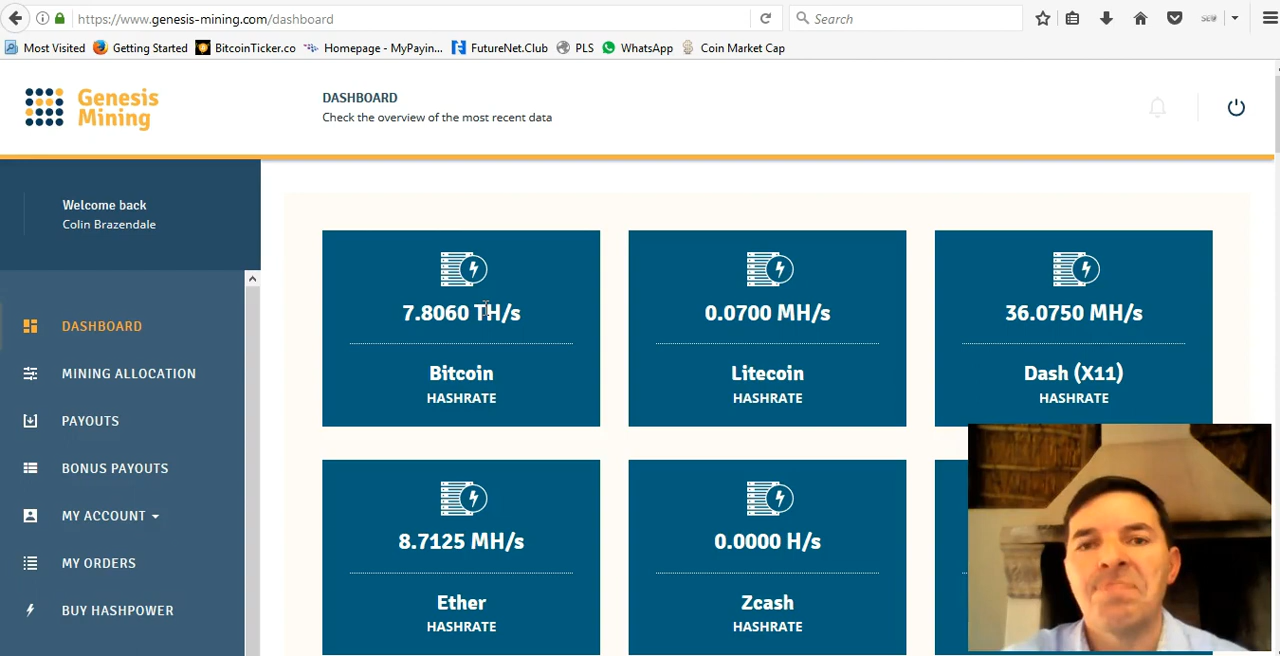 https://www.genesis-mining.com/dashboard
Search
Most Visited
Getting Started
BitcoinTicker.co
Homepage - MyPayin...
FutureNet.Club
PLS
WhatsApp
Coin Market Cap
Genesis
Mining
DASHBOARD
Check the overview of the most recent data
Welcome back
Colin Brazendale
DASHBOARD
MINING ALLOCATION
PAYOUTS
BONUS PAYOUTS
MY ACCOUNT
MY ORDERS
BUY HASHPOWER
7.8060 TH/s
Bitcoin
HASHRATE
0.0700 MH/s
Litecoin
HASHRATE
36.0750 MH/s
Dash (X11)
HASHRATE
8.7125 MH/s
Ether
HASHRATE
0.0000 H/s
Zcash
HASHRATE